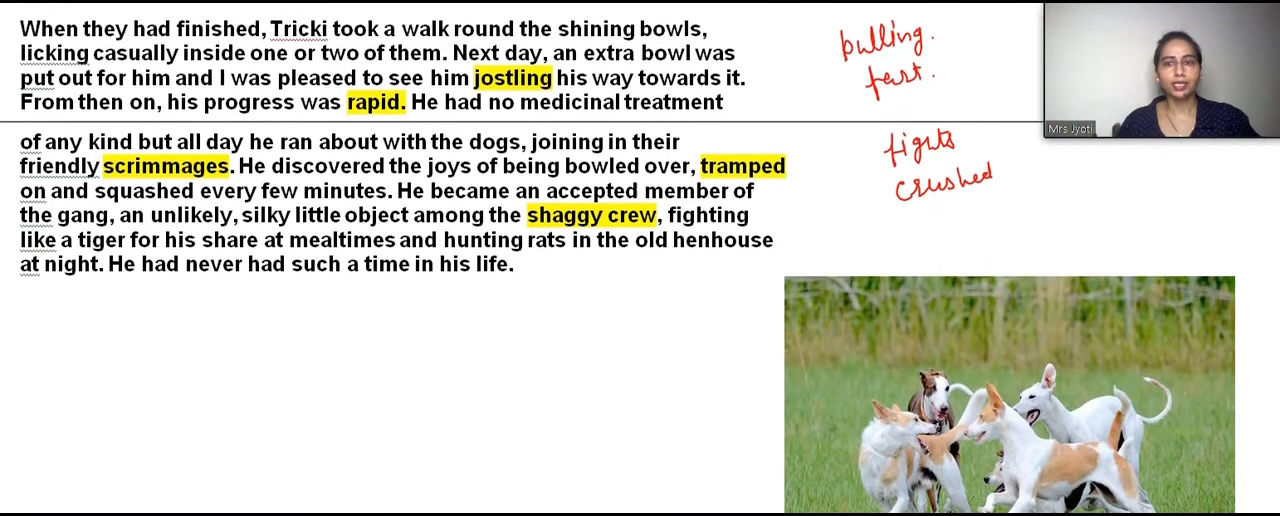 When they had finished, Tricki took a walk round the shining bowls,
licking casually inside one or two of them. Next day, an extra bowl was
put out for him and I was pleased to see him jostling his way towards it.
From then on, his progress was rapid. He had no medicinal treatment
of any kind but all day he ran about with the dogs, joining in their
friendly scrimmages. He discovered the joys of being bowled over, tramped
on and squashed every few minutes. He became an accepted member of
the gang, an unlikely, silky little object among the shaggy crew, fighting
like a tiger for his share at mealtimes and hunting rats in the old henhouse
at night. He had never had such a time in his life.
bulling.
fast.
fights
crushed
Mrs Jyoti